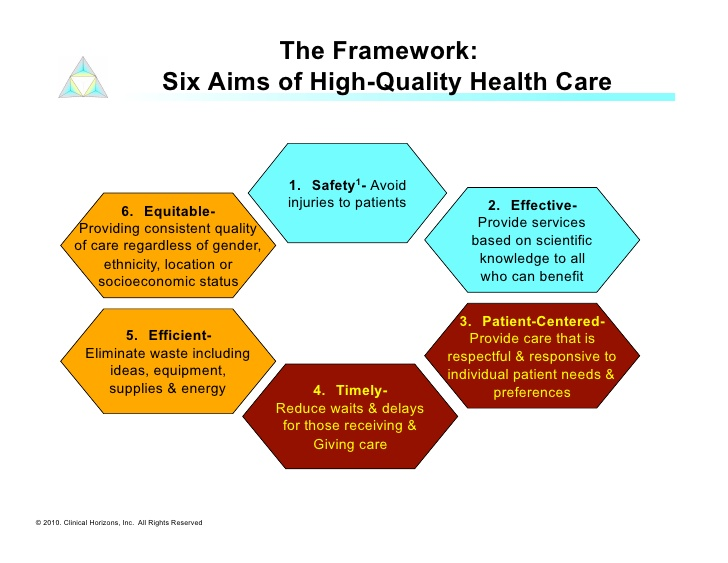 The Framework:
Six Aims of High-Quality Health Care
1. Safety1- Avoid
injuries to patients
2. Effective-
Provide services
based on scientific
knowledge to all
who can benefit
3. Patient-Centered-
Provide care that is
respectful & responsive to
individual patient needs &
preferences
4. Timely-
Reduce waits & delays
for those receiving &
Giving care
5. Efficient-
Eliminate waste including
ideas, equipment,
supplies & energy
6. Equitable-
Providing consistent quality
of care regardless of gender,
ethnicity, location or
socioeconomic status
© 2010. Clinical Horizons, Inc. All Rights Reserved